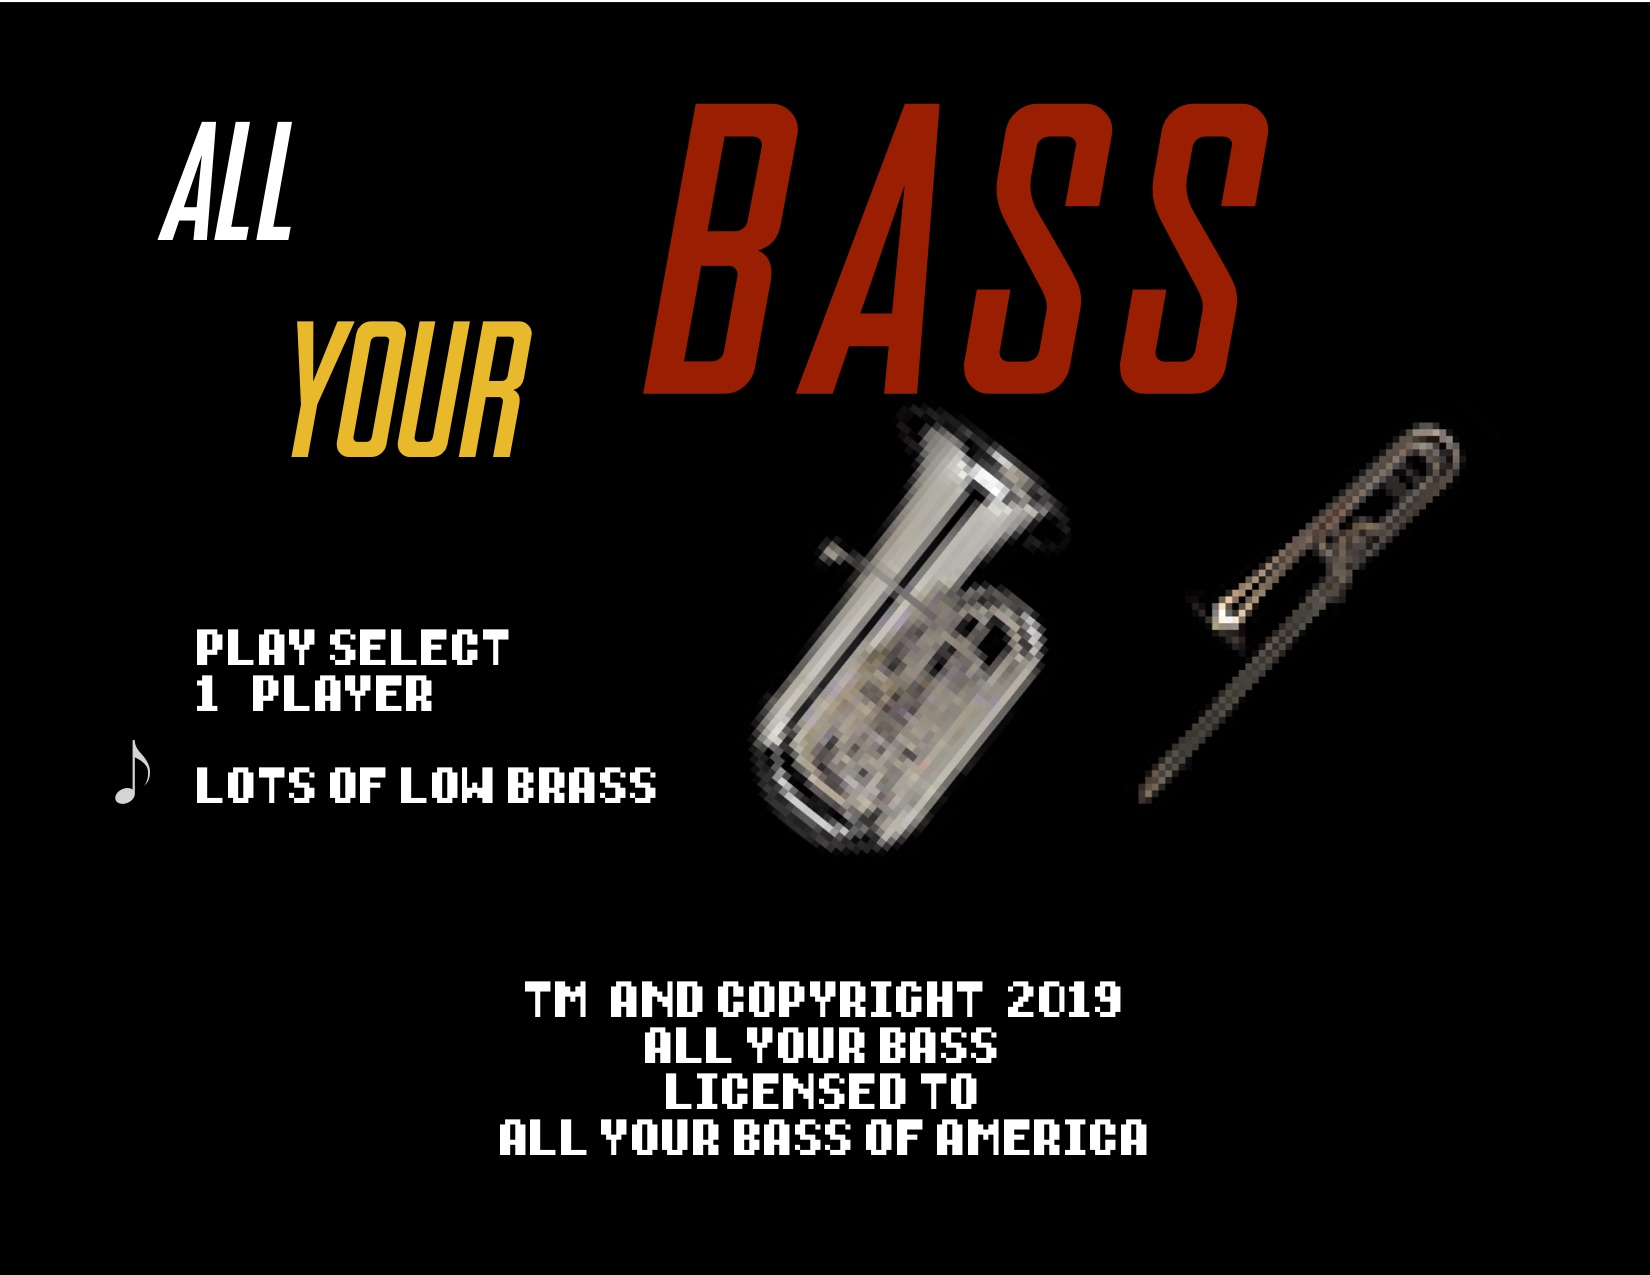 ALL
YOUR
BASS
PLAY SELECT
1 PLAYER
LOTS OF LOW BRASS
TM AND COPYRIGHT 2019
ALL YOUR BASS
LICENSED TO
ALL YOUR BASS OF AMERICA